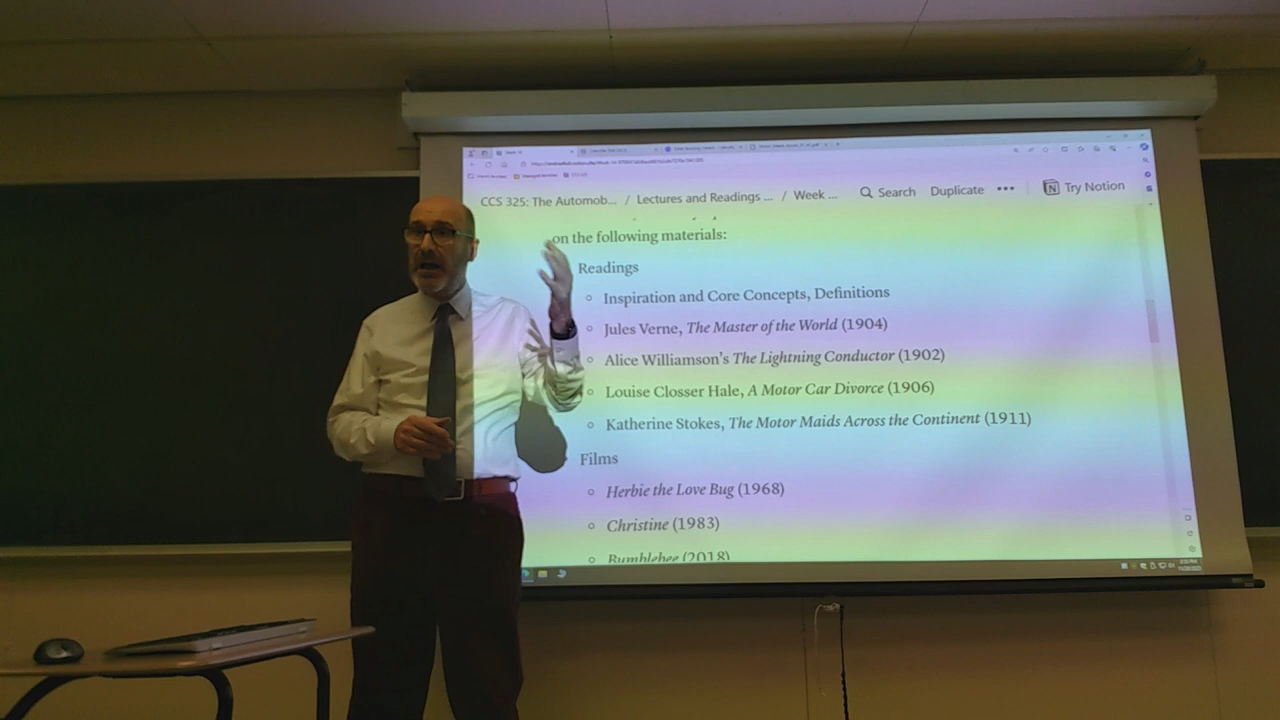 CCS 325: The Automob... / Lectures and Readings ... / Week ... Search Duplicate ••• Try Notion
on the following materials:
Readings
Inspiration and Core Concepts, Definitions
Jules Verne, The Master of the World (1904)
Alice Williamson's The Lightning Conductor (1902)
Louise Closser Hale, A Motor Car Divorce (1906)
Katherine Stokes, The Motor Maids Across the Continent (1911)
Films
Herbie the Love Bug (1968)
Christine (1983)
Bumblebee (2018)